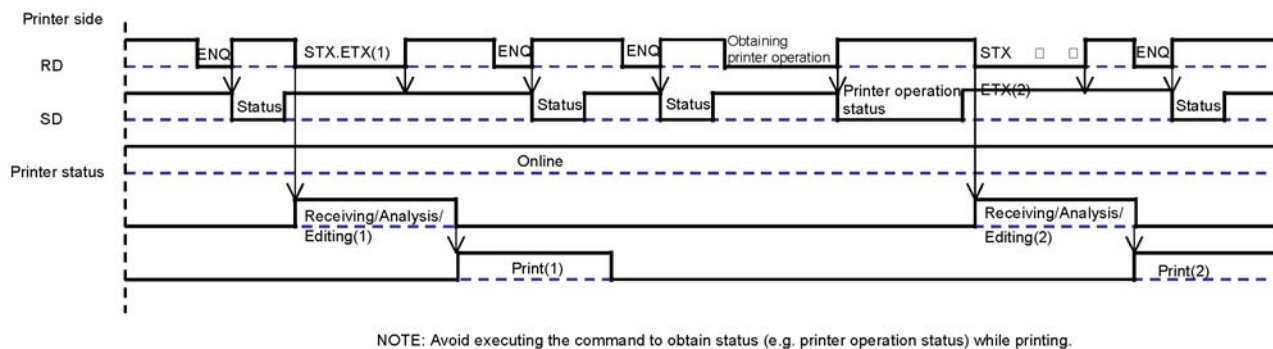 Printer side
RD
ENQ
STX.ETX(1)
ENQ
ENQ
Obtaining
printer operation
STX □ □
ENQ
SD
Status
Status
Status
Printer operation
status
ETX(2)
Status
Printer status
Online
Receiving/Analysis/
Editing(1)
Receiving/Analysis/
Editing(2)
Print(1)
Print(2)
NOTE: Avoid executing the command to obtain status (e.g. printer operation status) while printing.